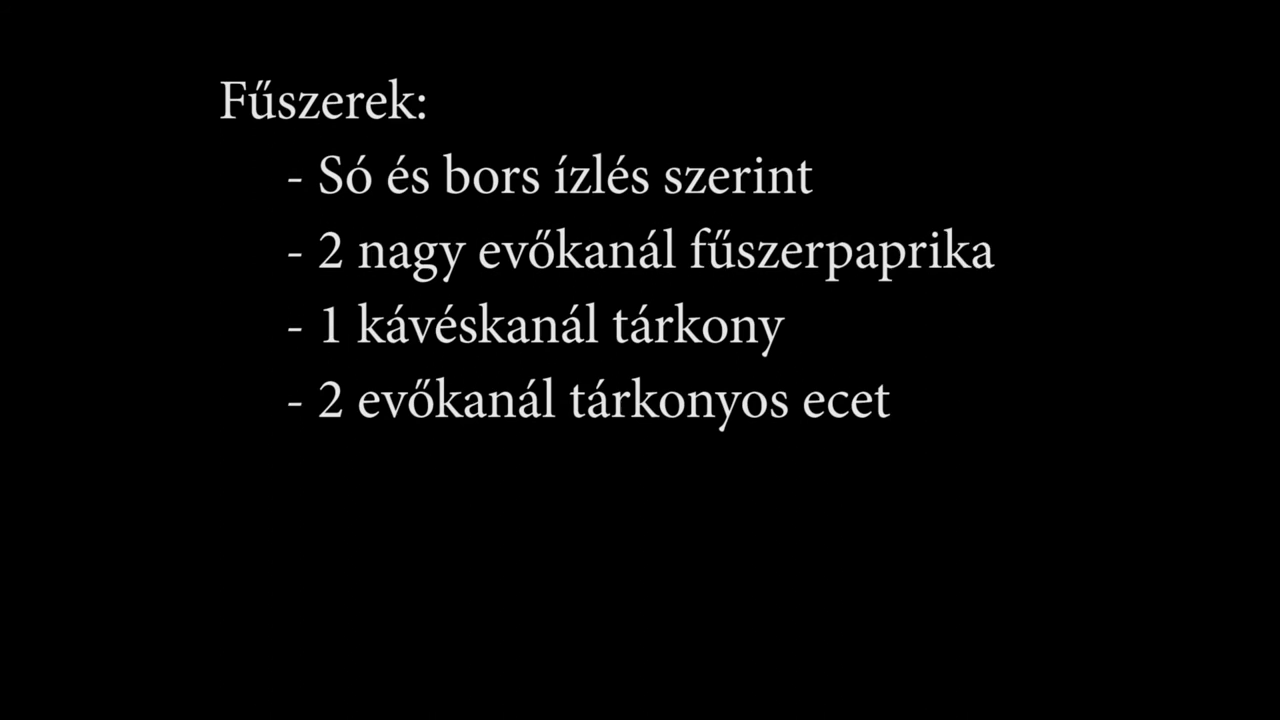 Fűszerek:
- Só és bors ízlés szerint
- 2 nagy evőkanál fűszerpaprika
- 1 kávéskanál tárkony
- 2 evőkanál tárkonyos ecet